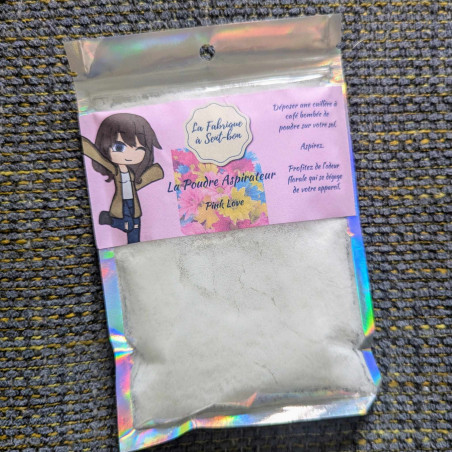 La Fabrique
à Sent-bon
La Poudre Aspirateur
Pink Love
Déposer une cuillère à
café bombée de
poudre sur votre sol.
Aspirez.
Profitez de l'odeur
florale qui se dégage
de votre appareil.